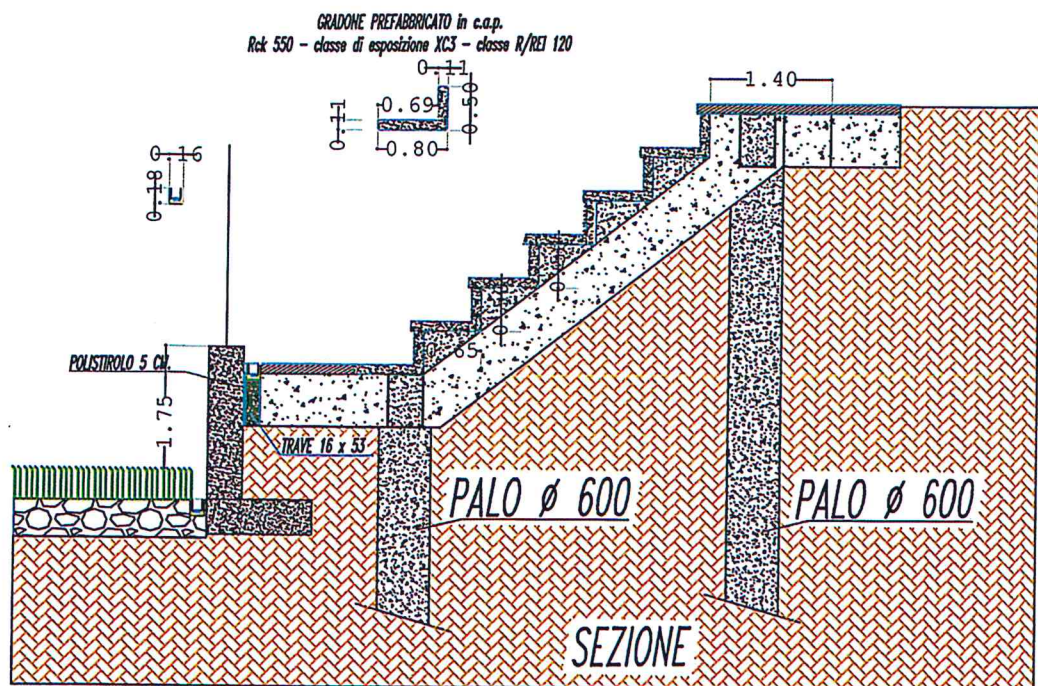 GRADONE PREFABBRICATO in c.a.p.
Rck 550 - classe di esposizione XC3 - classe R/REI 120
0.11
0.69
0.50
0.11
0.80
1.40
0.16
0.18
POLISTIROLO 5 CM.
1.75
65
TRAVE 16 x 53
PALO ø 600
PALO ø 600
SEZIONE